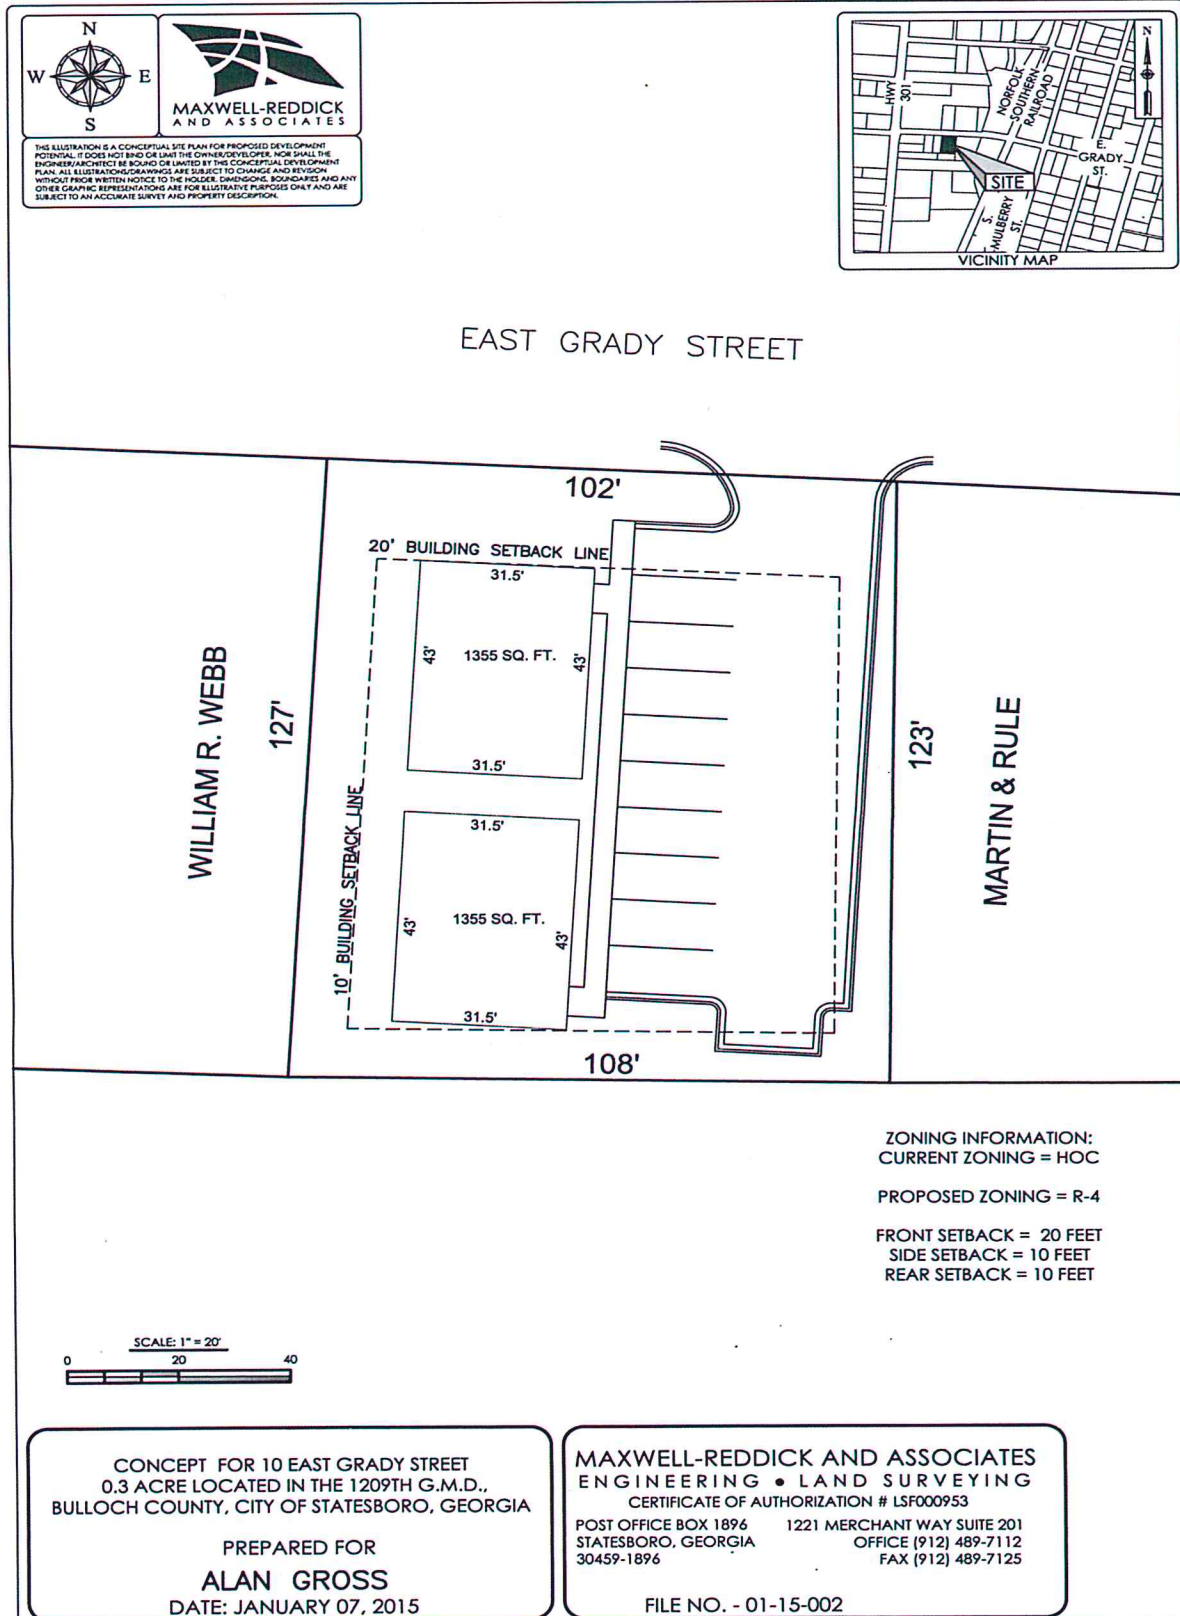 N
W
E
S
MAXWELL-REDDICK
AND ASSOCIATES
THIS ILLUSTRATION IS A CONCEPTUAL SITE PLAN FOR PROPOSED DEVELOPMENT
POTENTIAL. IT DOES NOT BIND OR LIMIT THE OWNER/DEVELOPER. NOR SHALL THE
ENGINEER/ARCHITECT BE BOUND OR LIMITED BY THIS CONCEPTUAL DEVELOPMENT
PLAN. ALL ILLUSTRATIONS/DRAWINGS ARE SUBJECT TO CHANGE AND REVISION
WITHOUT PRIOR WRITTEN NOTICE TO THE HOLDER. DIMENSIONS, BOUNDARIES AND ANY
OTHER GRAPHIC REPRESENTATIONS ARE FOR ILLUSTRATIVE PURPOSES ONLY AND ARE
SUBJECT TO AN ACCURATE SURVEY AND PROPERTY DESCRIPTION.
N
HWY
301
NORFOLK
SOUTHERN
RAILROAD
E.
GRADY
ST.
SITE
S.
MULBERRY
ST.
VICINITY MAP
EAST GRADY STREET
102'
20' BUILDING SETBACK LINE
31.5'
43'
1355 SQ. FT.
43'
31.5'
WILLIAM R. WEBB
127'
123'
MARTIN & RULE
10' BUILDING SETBACK LINE
31.5'
43'
1355 SQ. FT.
43'
31.5'
108'
ZONING INFORMATION:
CURRENT ZONING = HOC
PROPOSED ZONING = R-4
FRONT SETBACK = 20 FEET
SIDE SETBACK = 10 FEET
REAR SETBACK = 10 FEET
SCALE: 1" = 20'
0 20 40
CONCEPT FOR 10 EAST GRADY STREET
0.3 ACRE LOCATED IN THE 1209TH G.M.D.,
BULLOCH COUNTY, CITY OF STATESBORO, GEORGIA
PREPARED FOR
ALAN GROSS
DATE: JANUARY 07, 2015
MAXWELL-REDDICK AND ASSOCIATES
ENGINEERING • LAND SURVEYING
CERTIFICATE OF AUTHORIZATION # LSF000953
POST OFFICE BOX 1896 1221 MERCHANT WAY SUITE 201
STATESBORO, GEORGIA OFFICE (912) 489-7112
30459-1896 FAX (912) 489-7125
FILE NO. - 01-15-002